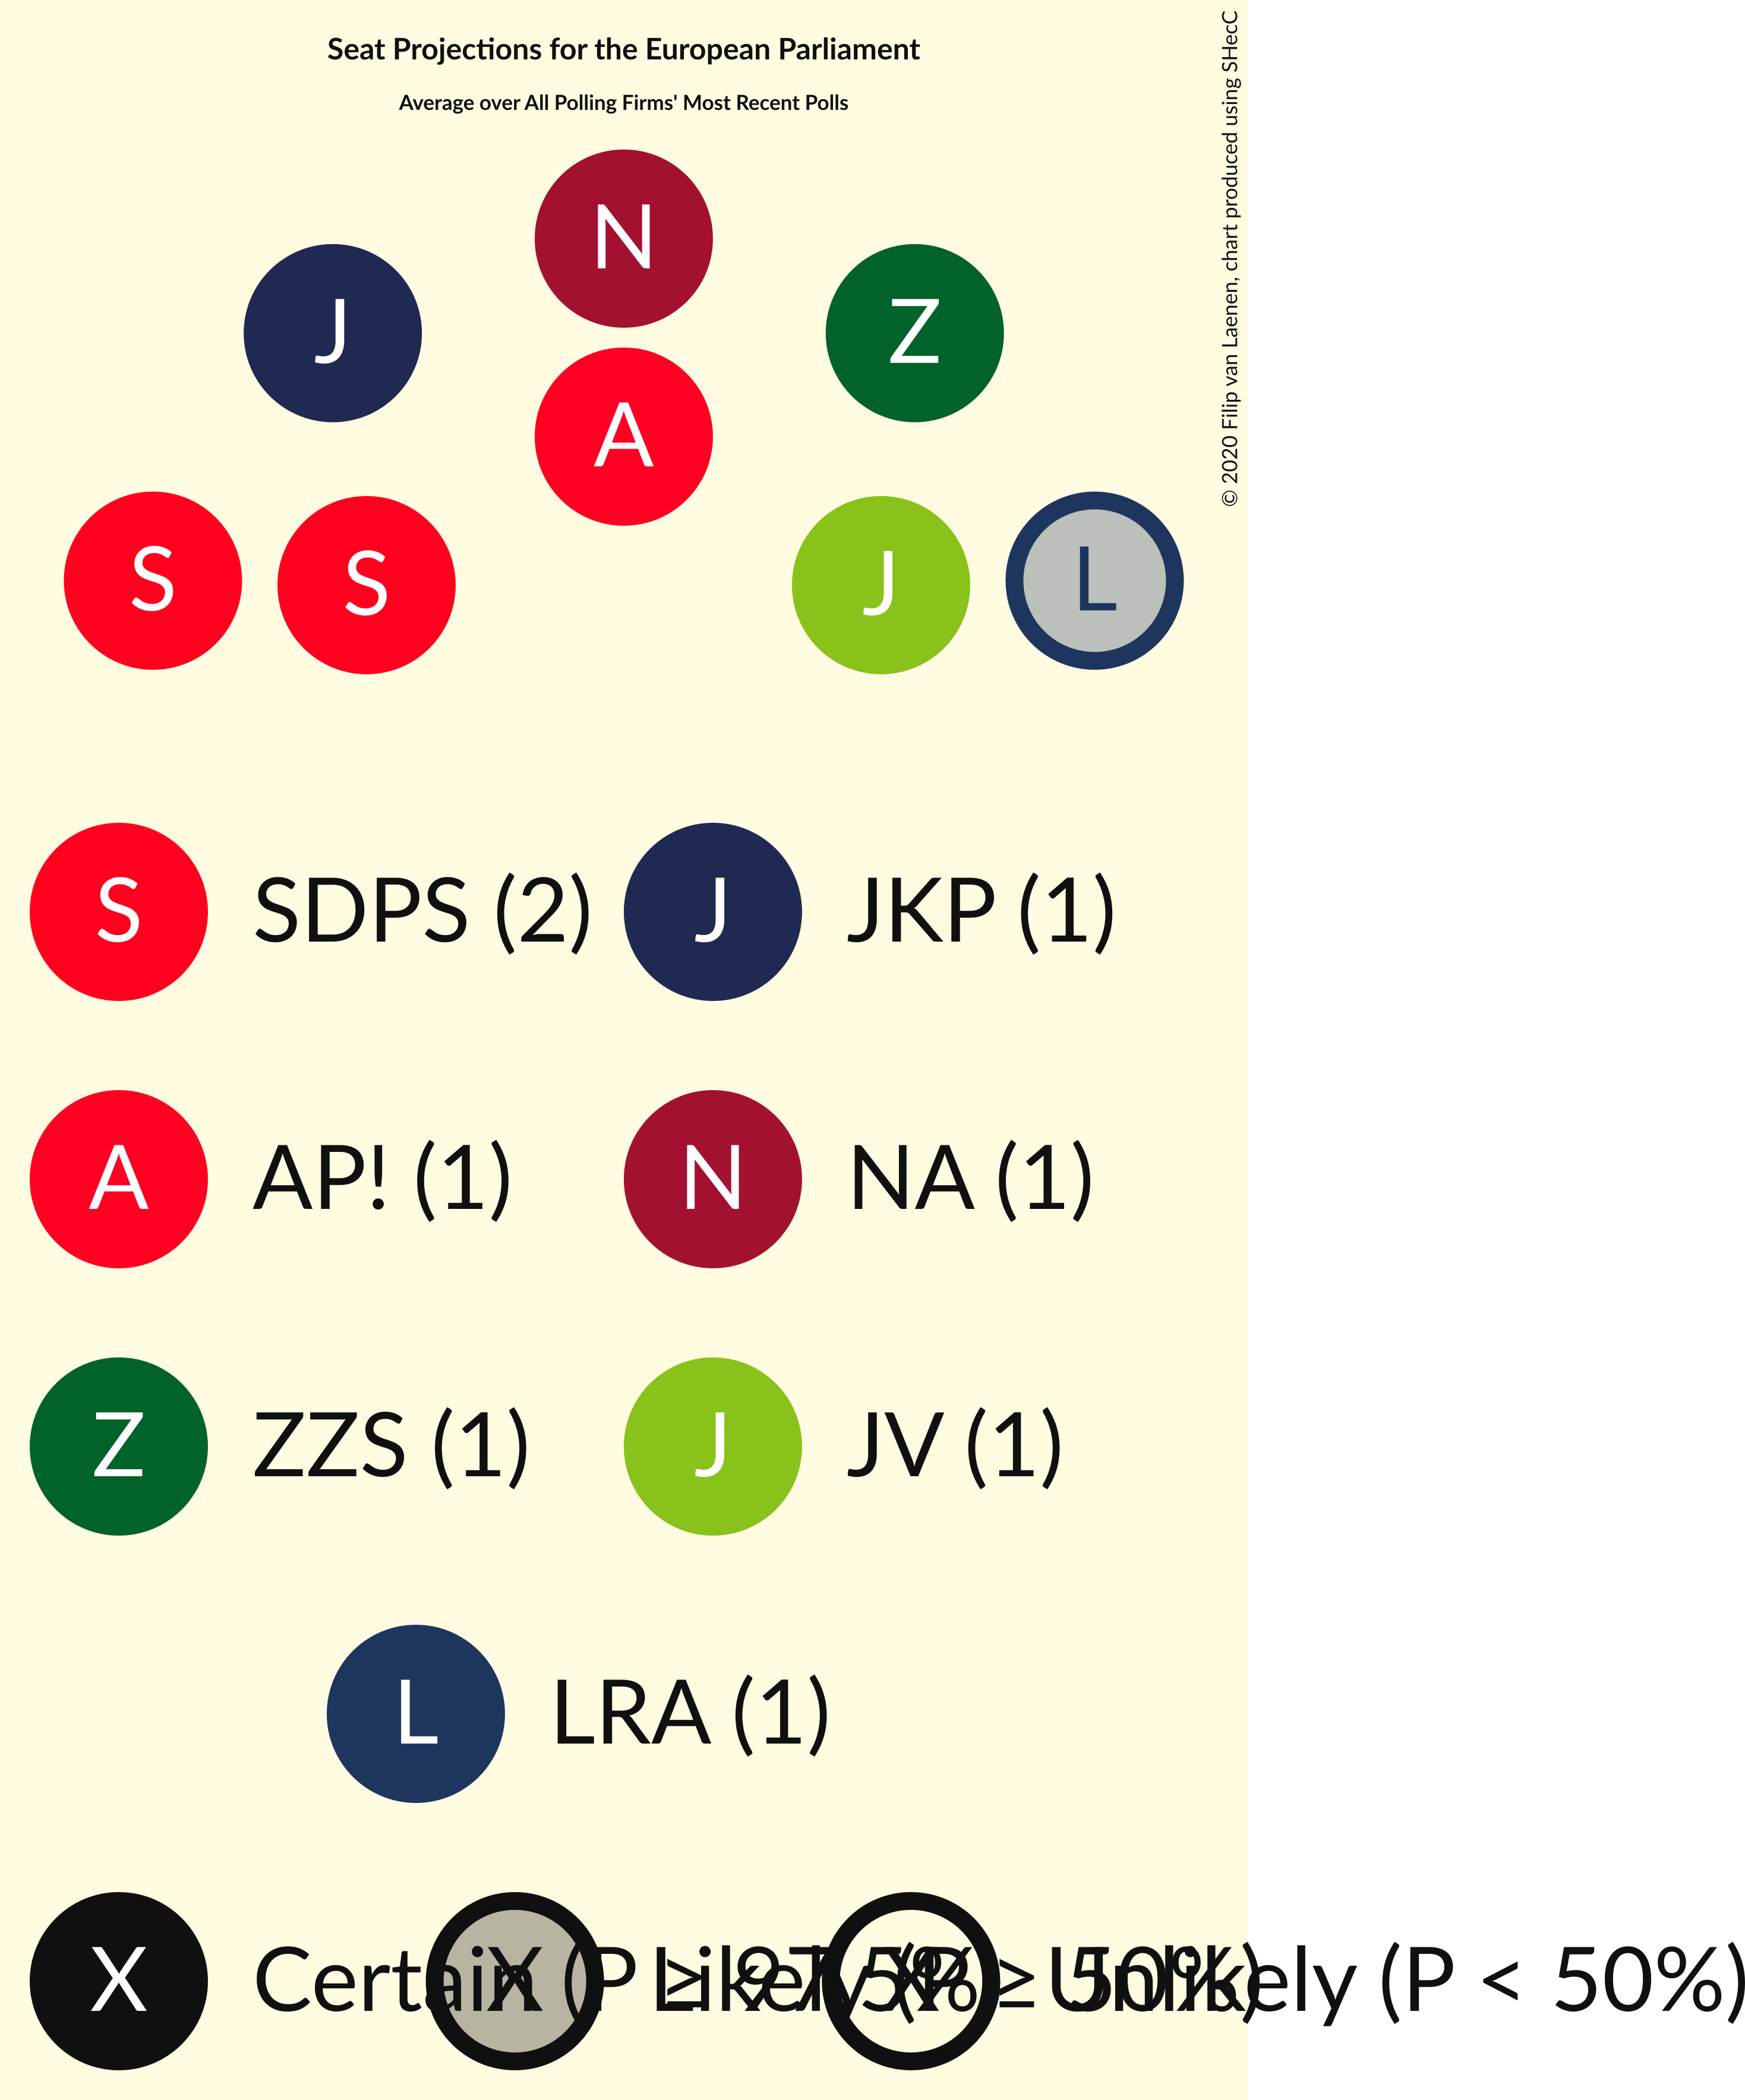 Seat Projections for the European Parliament
Average over All Polling Firms' Most Recent Polls
© 2020 Filip van Laenen, chart produced using SHecC
N
J
Z
A
S
S
J
L
S SDPS (2) J JKP (1)
A AP! (1) N NA (1)
Z ZZS (1) J JV (1)
L LRA (1)
X Certain (P ≥ 97.5%) X Likely (P ≥ 50%) X Unlikely (P < 50%)